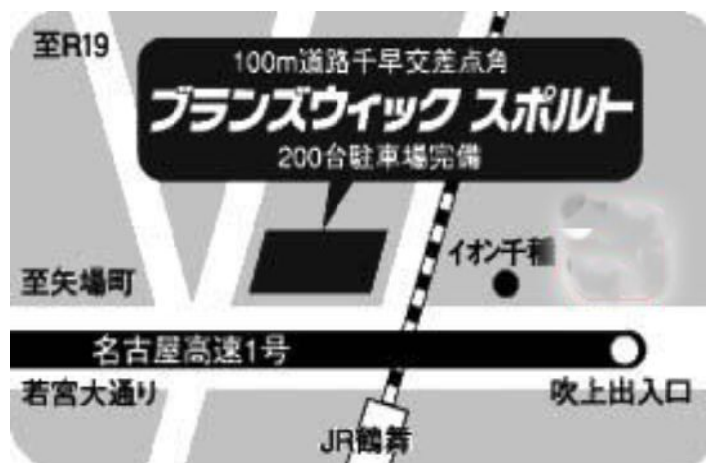 至R19
100m道路千早交差点角
ブランズウィック スポルト
200台駐車場完備
イオン千種
至矢場町
名古屋高速1号
若宮大通り
吹上出入口
JR鶴舞